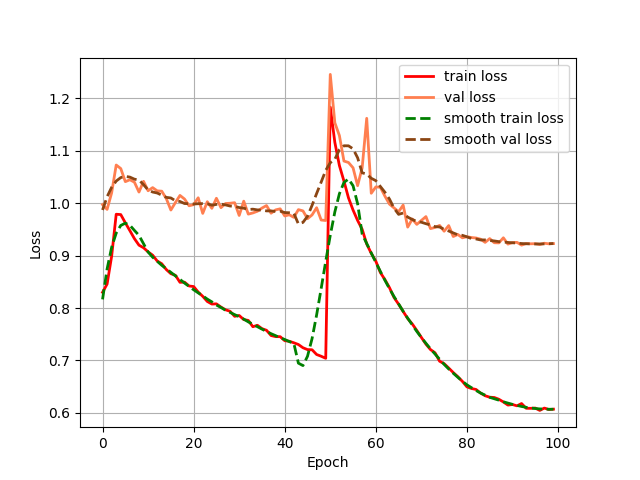 train loss
val loss
smooth train loss
smooth val loss
Loss
1.2
1.1
1.0
0.9
0.8
0.7
0.6
0 20 40 60 80 100
Epoch